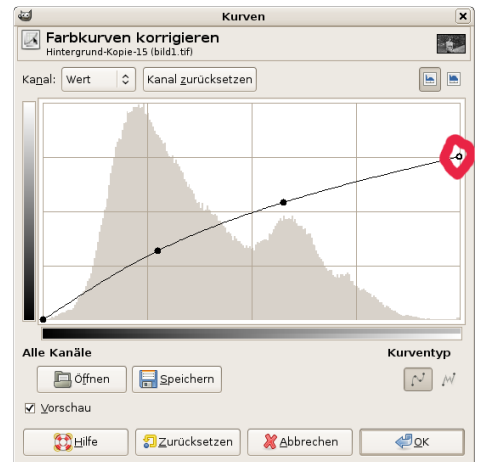 Kurven
Farbkurven korrigieren
Hintergrund-Kopie-15 (bild1.tif)
Kanal: Wert Kanal zurücksetzen
Alle Kanäle Kurventyp
Öffnen Speichern
Vorschau
Hilfe Zurücksetzen Abbrechen OK